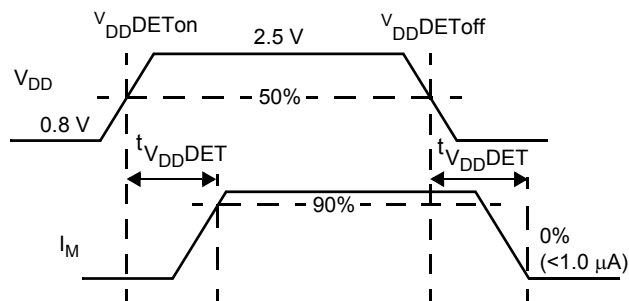 VDDDETon
VDDDEToff
2.5 V
VDD
50%
0.8 V
tVDDDET
tVDDDET
90%
IM
0%
(<1.0 μA)